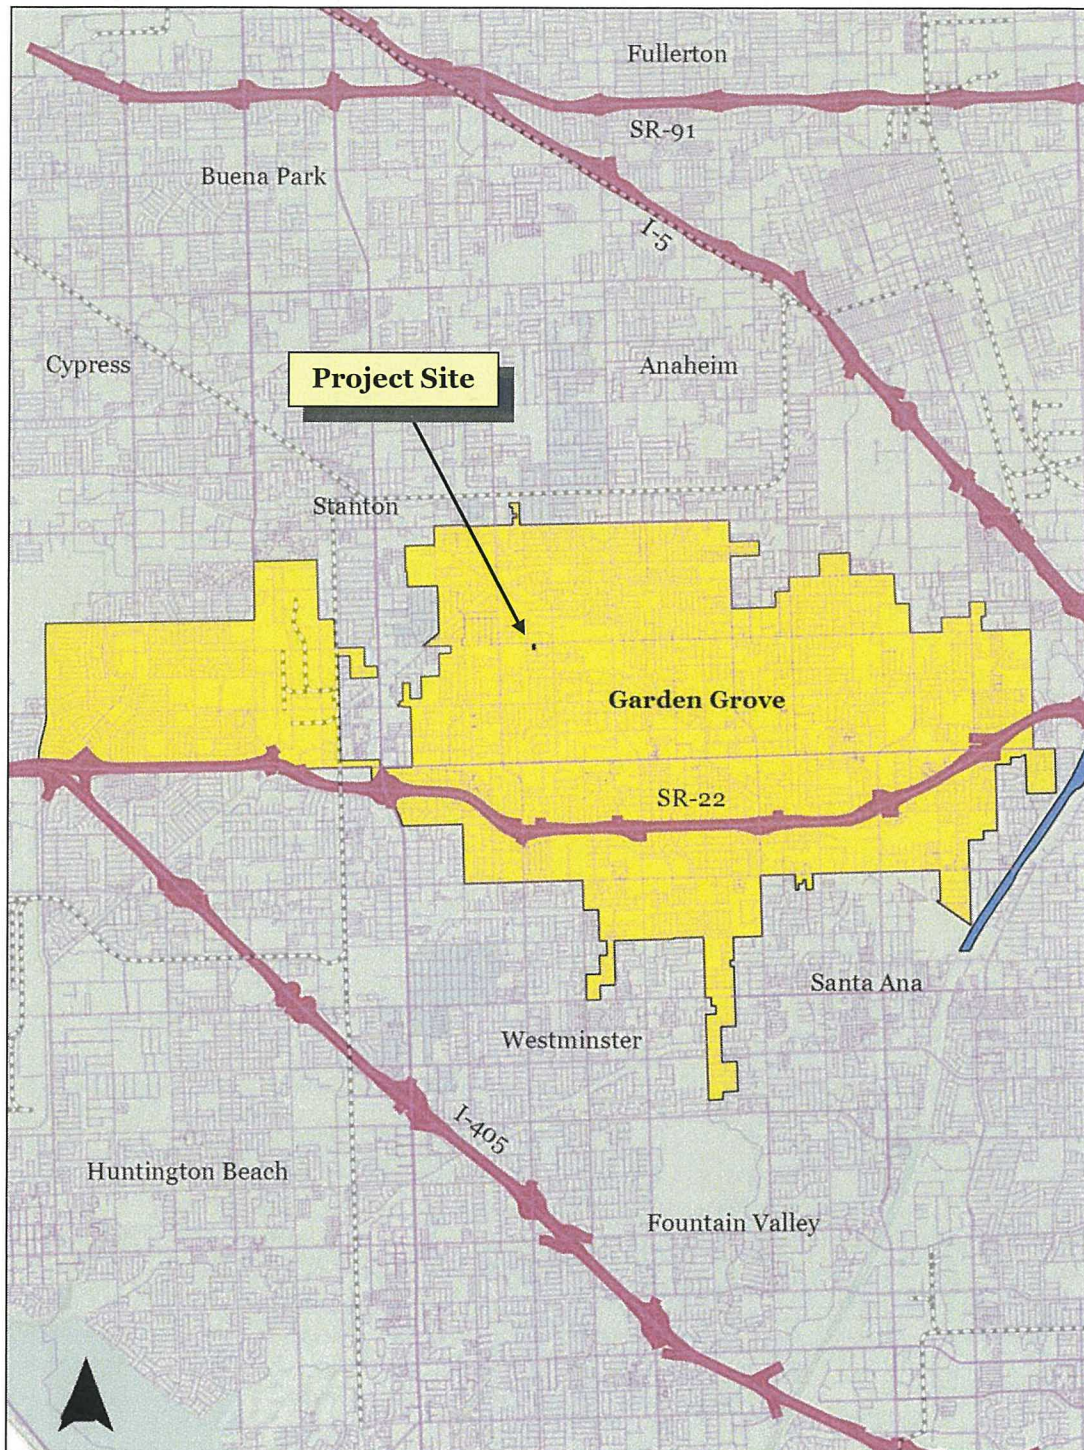 Fullerton
SR-91
Buena Park
I-5
Cypress
Anaheim
Project Site
Stanton
Garden Grove
SR-22
Santa Ana
Westminster
I-405
Huntington Beach
Fountain Valley